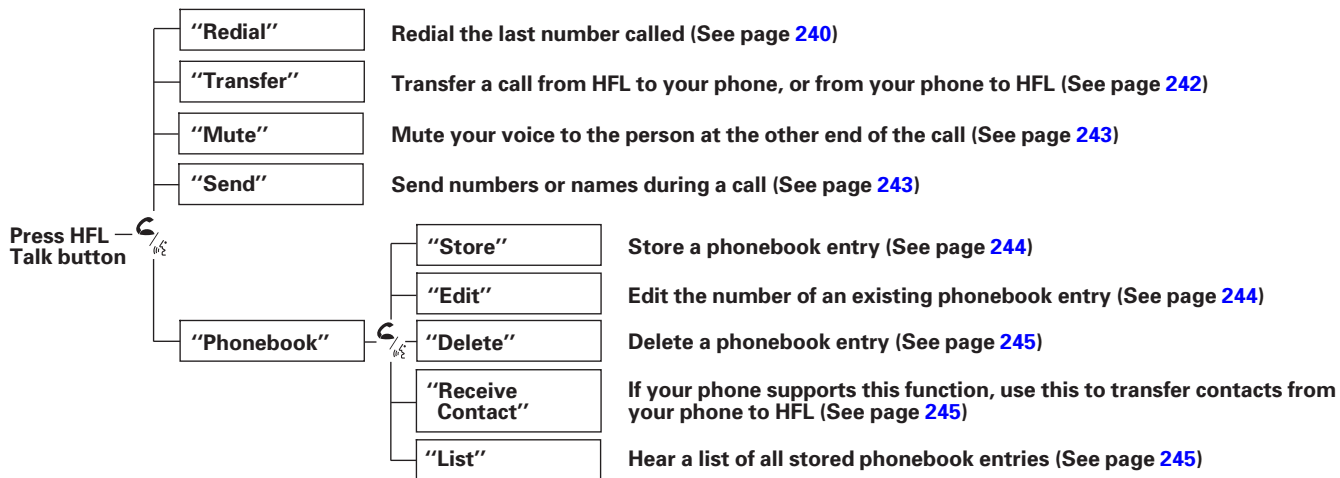 "Redial" Redial the last number called (See page 240)
"Transfer" Transfer a call from HFL to your phone, or from your phone to HFL (See page 242)
"Mute" Mute your voice to the person at the other end of the call (See page 243)
"Send" Send numbers or names during a call (See page 243)
Press HFL
Talk button
"Phonebook"
"Store" Store a phonebook entry (See page 244)
"Edit" Edit the number of an existing phonebook entry (See page 244)
"Delete" Delete a phonebook entry (See page 245)
"Receive
Contact"
If your phone supports this function, use this to transfer contacts from
your phone to HFL (See page 245)
"List" Hear a list of all stored phonebook entries (See page 245)